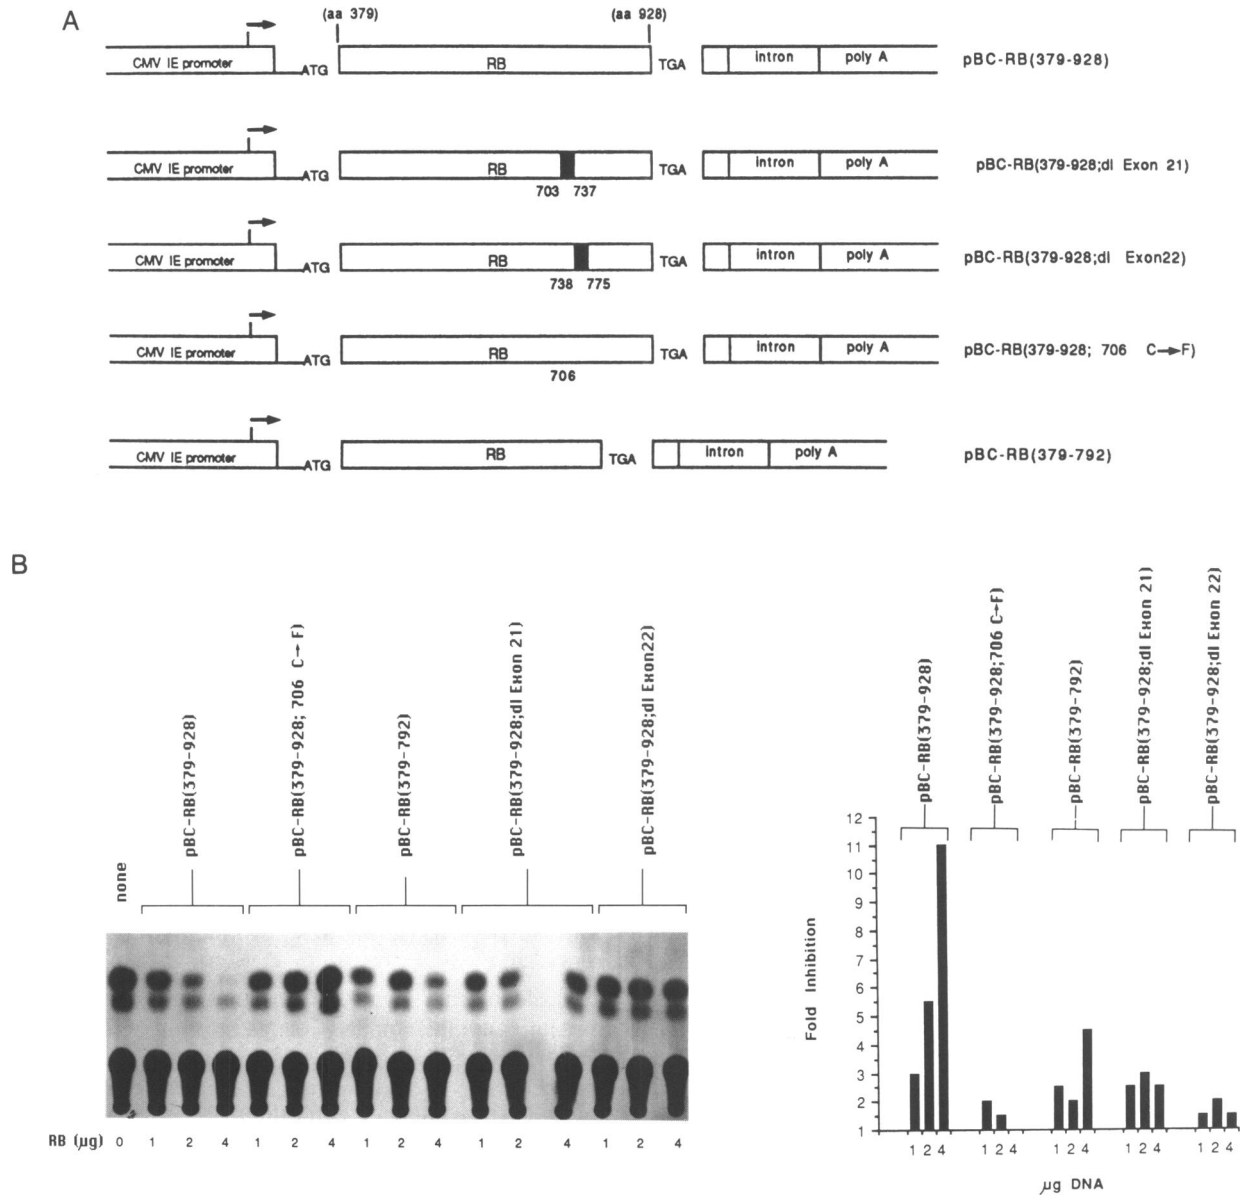 A
(aa 379) (aa 928)
CMV IE promoter ATG RB TGA intron poly A pBC-RB(379-928)
CMV IE promoter ATG RB TGA intron poly A pBC-RB(379-928;dl Exon 21)
703 737
CMV IE promoter ATG RB TGA intron poly A pBC-RB(379-928;dl Exon22)
738 775
CMV IE promoter ATG RB TGA intron poly A pBC-RB(379-928; 706 C→F)
706
CMV IE promoter ATG RB TGA intron poly A pBC-RB(379-792)
B
none
pBC-RB(379-928)
pBC-RB(379-928; 706 C→F)
pBC-RB(379-792)
pBC-RB(379-928;dl Exon 21)
pBC-RB(379-928;dl Exon22)
RB (µg) 0 1 2 4 1 2 4 1 2 4 1 2 4 1 2 4
pBC-RB(379-928)
pBC-RB(379-928;706 C→F)
pBC-RB(379-792)
pBC-RB(379-928;dl Exon 21)
pBC-RB(379-928;dl Exon 22)
Fold Inhibition
12
11
10
9
8
7
6
5
4
3
2
1
1 2 4 1 2 4 1 2 4 1 2 4 1 2 4
µg DNA